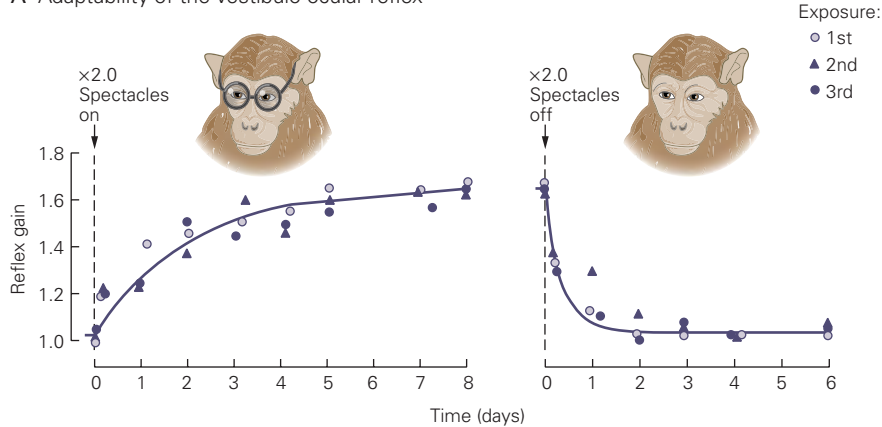 A Adaptability of the vestibulo-ocular reflex
Exposure:
1st
2nd
3rd
×2.0
Spectacles
on
×2.0
Spectacles
off
1.8
1.6
1.4
1.2
1.0
Reflex gain
0 1 2 3 4 5 6 7 8
0 1 2 3 4 5 6
Time (days)